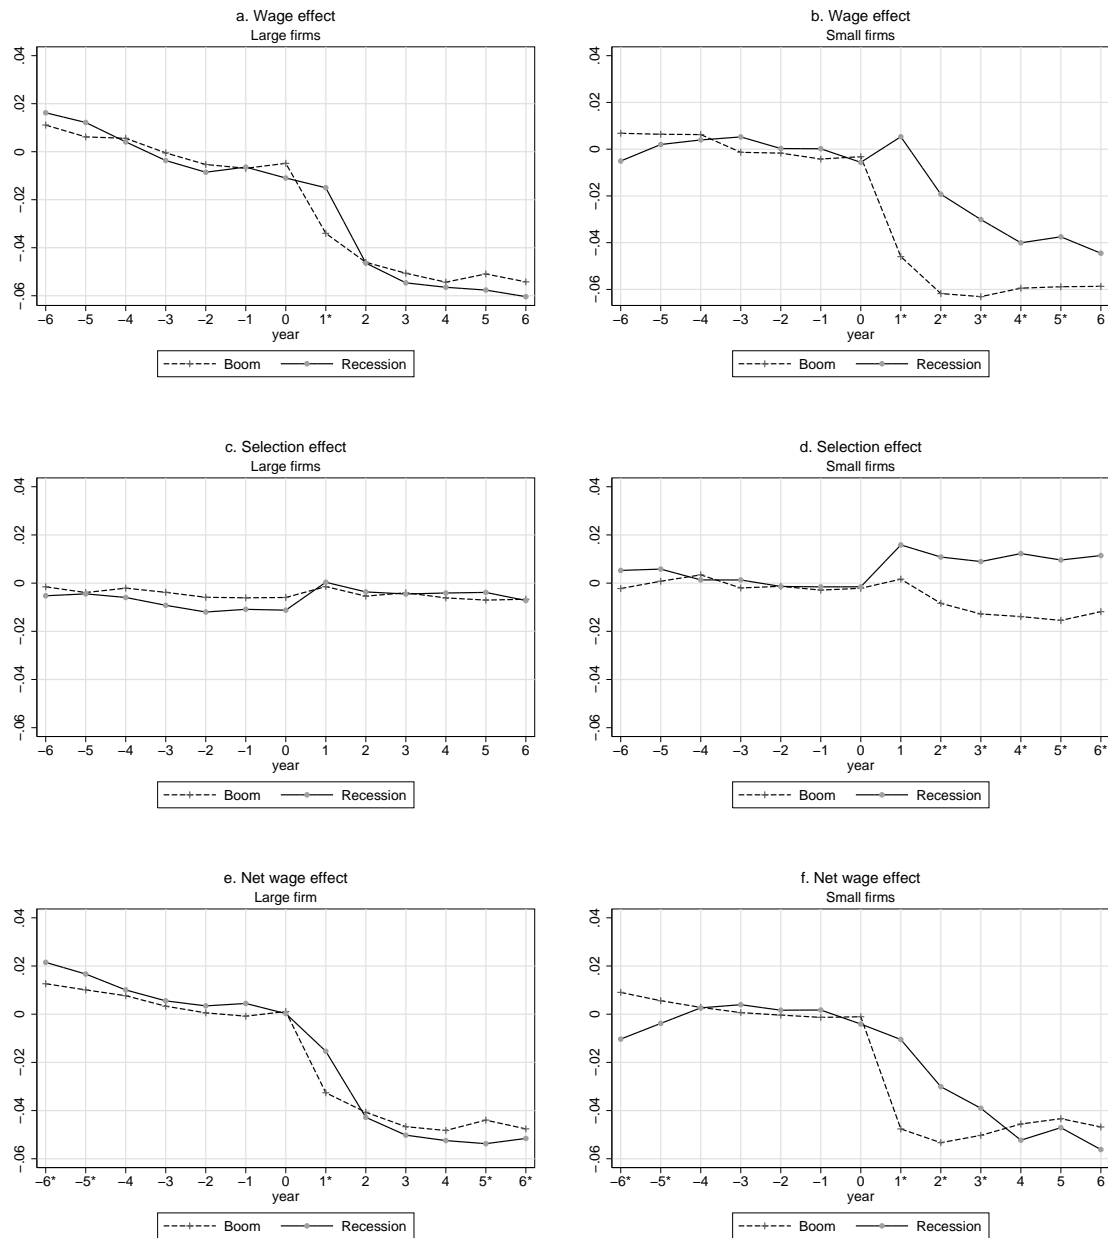 a. Wage effect
Large firms
.04
.02
0
-.02
-.04
-.06
−6 −5 −4 −3 −2 −1 0 1* 2 3 4 5 6
year
Boom Recession
b. Wage effect
Small firms
.04
.02
0
-.02
-.04
-.06
−6 −5 −4 −3 −2 −1 0 1* 2* 3* 4* 5* 6
year
Boom Recession
c. Selection effect
Large firms
.04
.02
0
-.02
-.04
-.06
−6 −5 −4 −3 −2 −1 0 1 2 3 4 5 6
year
Boom Recession
d. Selection effect
Small firms
.04
.02
0
-.02
-.04
-.06
−6 −5 −4 −3 −2 −1 0 1 2* 3* 4* 5* 6*
year
Boom Recession
e. Net wage effect
Large firm
.04
.02
0
-.02
-.04
-.06
−6* −5* −4 −3 −2 −1 0 1* 2 3 4 5* 6
year
Boom Recession
f. Net wage effect
Small firms
.04
.02
0
-.02
-.04
-.06
−6* −5* −4 −3 −2 −1 0 1* 2* 3* 4* 5 6
year
Boom Recession